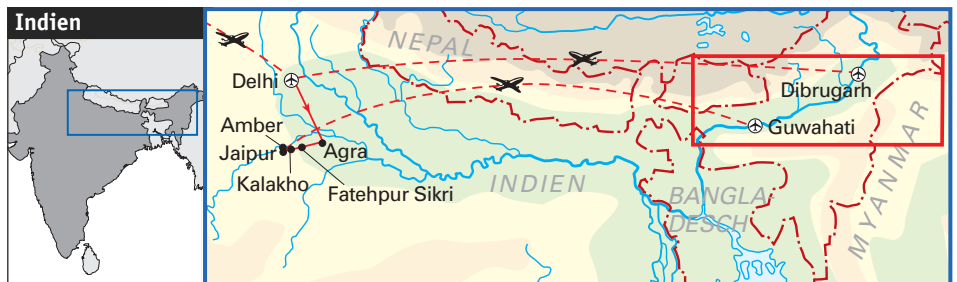 Indien
NEPAL
Delhi
Dibrugarh
Amber
Guwahati
Jaipur
Agra
Kalakho
Fatehpur Sikri
INDIEN
BANGLA-
DESCH
MYANMAR